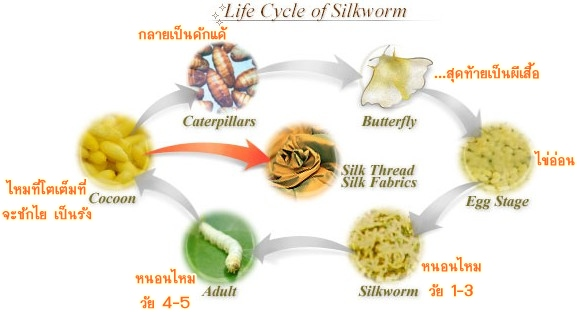 Life Cycle of Silkworm
กลายเป็นดักแด้
Caterpillars
...สุดท้ายเป็นผีเสื้อ
Butterfly
ไข่อ่อน
Egg Stage
หนอนไหม
วัย 1-3
Silkworm
หนอนไหม
วัย 4-5
Adult
ไหมที่โตเต็มที่
จะชักใย เป็นรัง
Cocoon
Silk Thread
Silk Fabrics